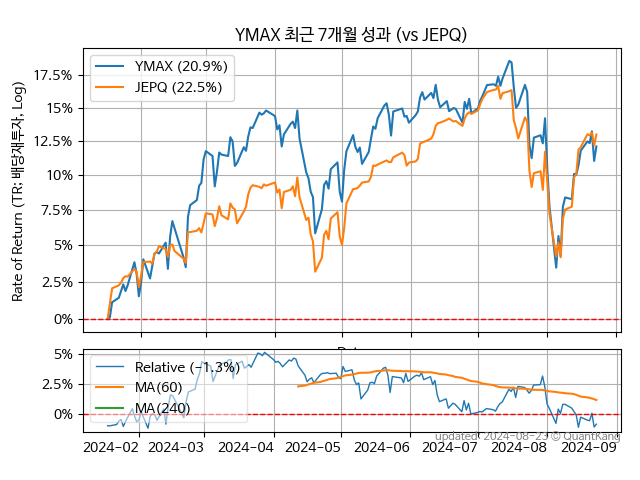 YMAX 최근 7개월 성과 (vs JEPQ)
Rate of Return (TR: 배당재투자, Log)
17.5%
15%
12.5%
10%
7.5%
5%
2.5%
0%
YMAX (20.9%)
JEPQ (22.5%)
5%
2.5%
0%
Relative (−1.3%)
MA(60)
MA(240)
updated: 2024-08-23 © QuantKang
2024-02 2024-03 2024-04 2024-05 2024-06 2024-07 2024-08 2024-09